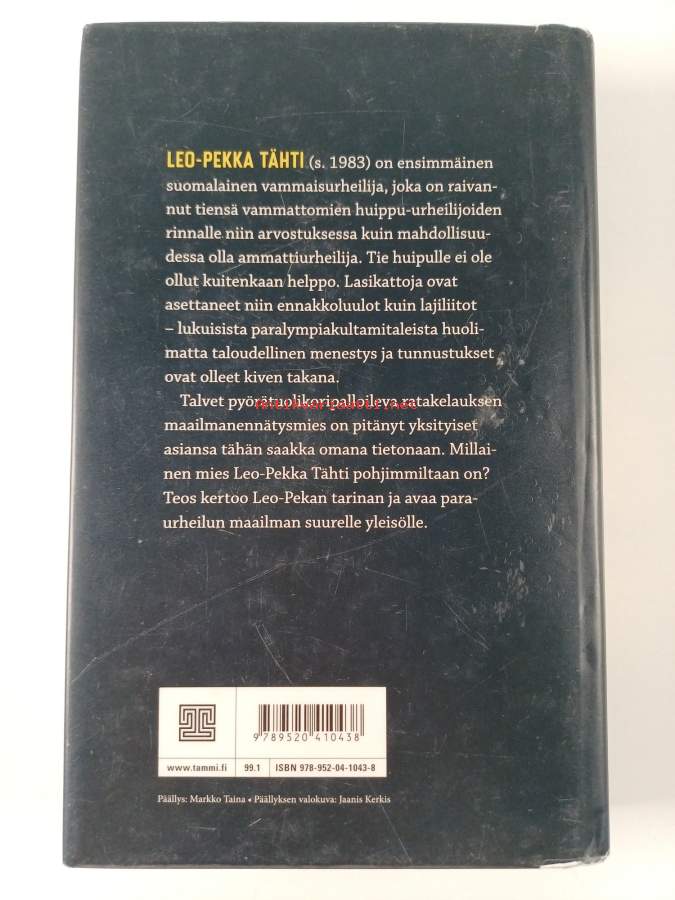 LEO-PEKKA TÄHTI (s. 1983) on ensimmäinen
suomalainen vammaisurheilija, joka on raivan-
nut tiensä vammattomien huippu-urheilijoiden
rinnalle niin arvostuksessa kuin mahdollisuu-
dessa olla ammattiurheilija. Tie huipulle ei ole
ollut kuitenkaan helppo. Lasikattoja ovat
asettaneet niin ennakkoluulot kuin lajiliitot
– lukuisista paralympiakultamitaleista huoli-
matta taloudellinen menestys ja tunnustukset
ovat olleet kiven takana.
Talvet pyörätuolikoripalloileva ratakelauksen
Antikvariaatti.net
maailmanennätysmies on pitänyt yksityiset
asiansa tähän saakka omana tietonaan. Millai-
nen mies Leo-Pekka Tähti pohjimmiltaan on?
Teos kertoo Leo-Pekan tarinan ja avaa para-
urheilun maailman suurelle yleisölle.
9 789520 410438
www.tammi.fi 99.1 ISBN 978-952-04-1043-8
Päällys: Markko Taina • Päällyksen valokuva: Jaanis Kerkis